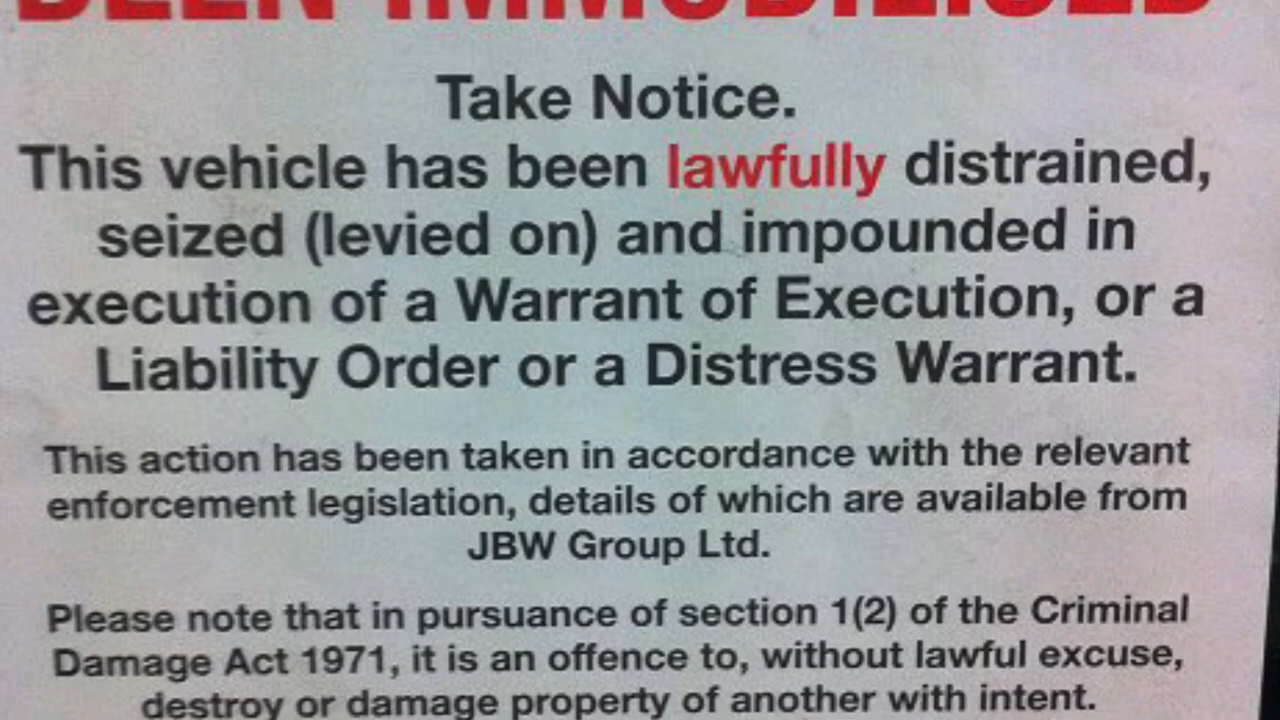 BEEN IMMOBILISED
Take Notice.
This vehicle has been lawfully distrained,
seized (levied on) and impounded in
execution of a Warrant of Execution, or a
Liability Order or a Distress Warrant.
This action has been taken in accordance with the relevant
enforcement legislation, details of which are available from
JBW Group Ltd.
Please note that in pursuance of section 1(2) of the Criminal
Damage Act 1971, it is an offence to, without lawful excuse,
destroy or damage property of another with intent.